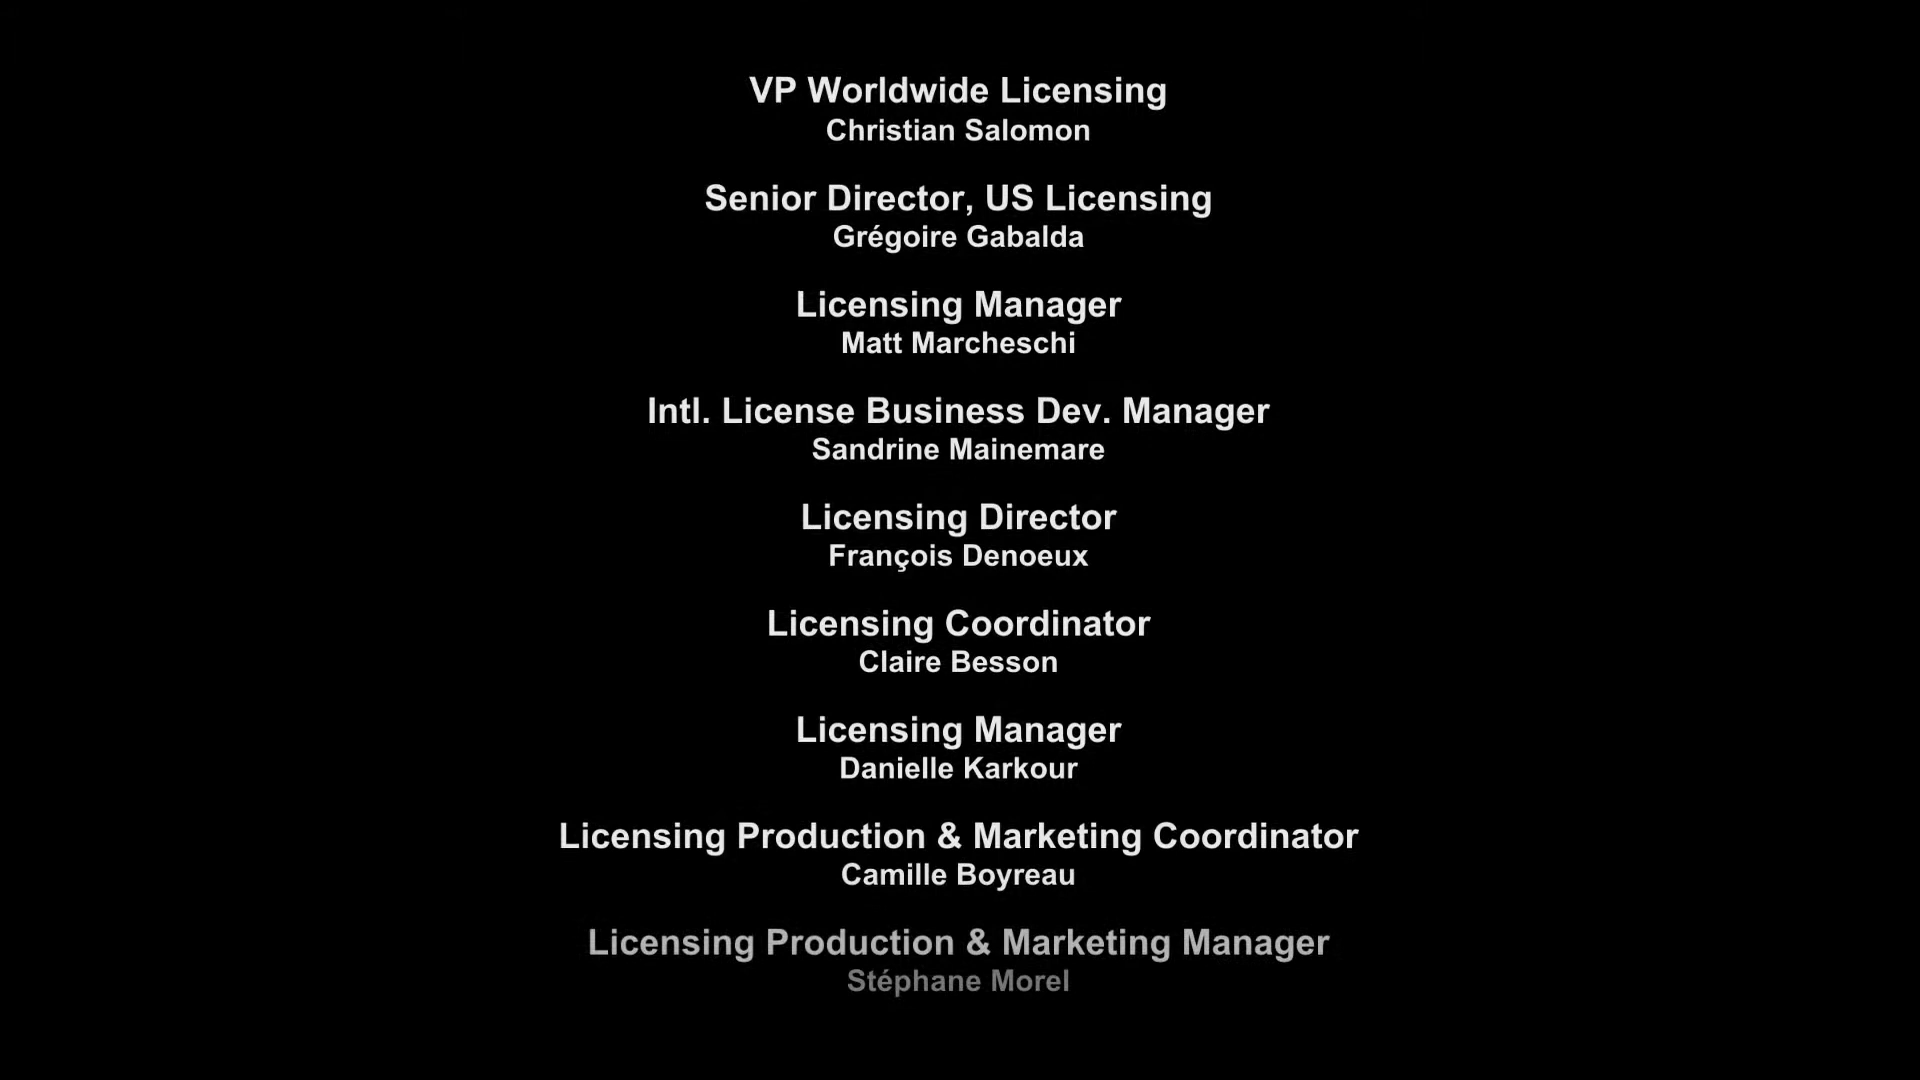 VP Worldwide Licensing
Christian Salomon
Senior Director, US Licensing
Grégoire Gabalda
Licensing Manager
Matt Marcheschi
Intl. License Business Dev. Manager
Sandrine Mainemare
Licensing Director
François Denoeux
Licensing Coordinator
Claire Besson
Licensing Manager
Danielle Karkour
Licensing Production & Marketing Coordinator
Camille Boyreau
Licensing Production & Marketing Manager
Stéphane Morel